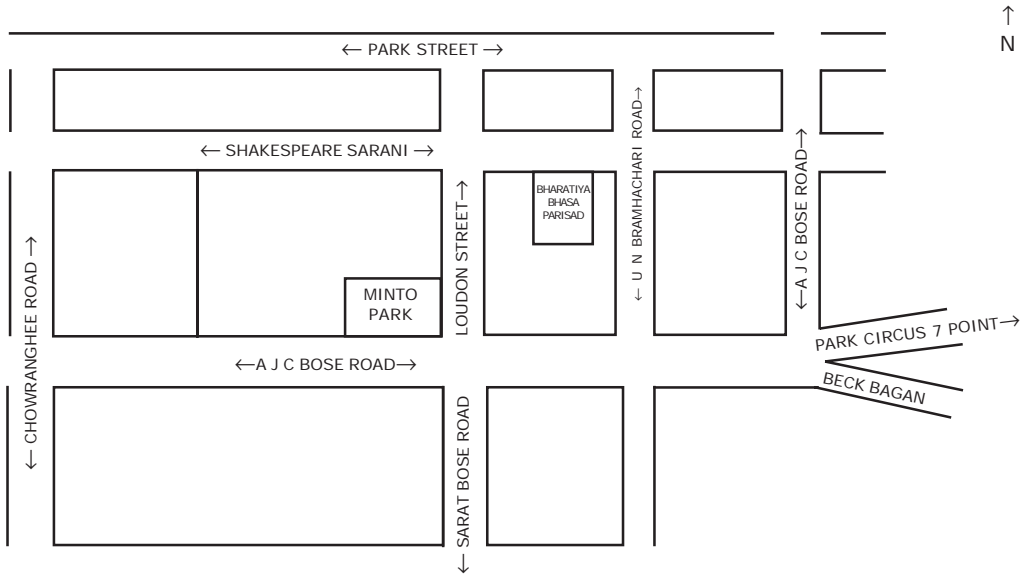 ↑
N
← PARK STREET →
← U N BRAMHACHARI ROAD→
← SHAKESPEARE SARANI →
←A J C BOSE ROAD→
BHARATIYA
BHASA
PARISAD
LOUDON STREET→
← CHOWRANGHEE ROAD →
MINTO
PARK
PARK CIRCUS 7 POINT→
←A J C BOSE ROAD→
BECK BAGAN
← SARAT BOSE ROAD